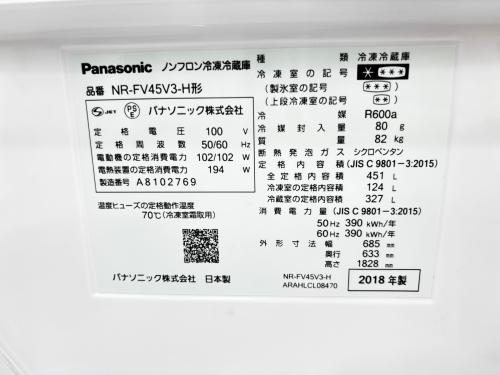 Panasonic ノンフロン冷凍冷蔵庫
品番 NR-FV45V3-H形
S JET PS E パナソニック株式会社
定格電圧 100 V
定格周波数 50/60 Hz
電動機の定格消費電力 102/102 W
電熱装置の定格消費電力 194 W
製造番号 A8102769
温度ヒューズの定格動作温度
70℃(冷凍室霜取用)
パナソニック株式会社 日本製
種類 冷凍冷蔵庫
冷凍室の記号 * ***
(製氷室の記号) ***
(上段冷凍室の記号) ***
冷媒 R600a
冷媒封入量 80 g
質量 82 kg
断熱発泡ガス シクロペンタン
定格内容積 (JIS C 9801-3:2015)
全定格内容積 451 L
冷凍室の定格内容積 124 L
冷蔵室の定格内容積 327 L
消費電力量 (JIS C 9801-3:2015)
50Hz 390 kWh/年
60Hz 390 kWh/年
外形寸法 幅 685 mm
奥行 633 mm
高さ 1828 mm
NR-FV45V3-H
ARAHLCL08470
2018年製